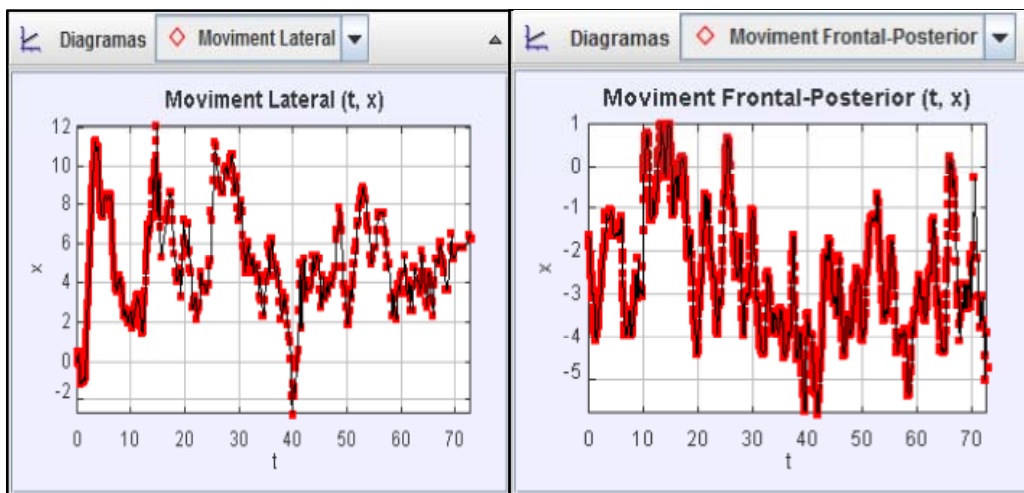 Diagramas Moviment Lateral
Moviment Lateral (t, x)
x
12
10
8
6
4
2
0
-2
0 10 20 30 40 50 60 70
t
Diagramas Moviment Frontal-Posterior
Moviment Frontal-Posterior (t, x)
x
1
0
-1
-2
-3
-4
-5
0 10 20 30 40 50 60 70
t